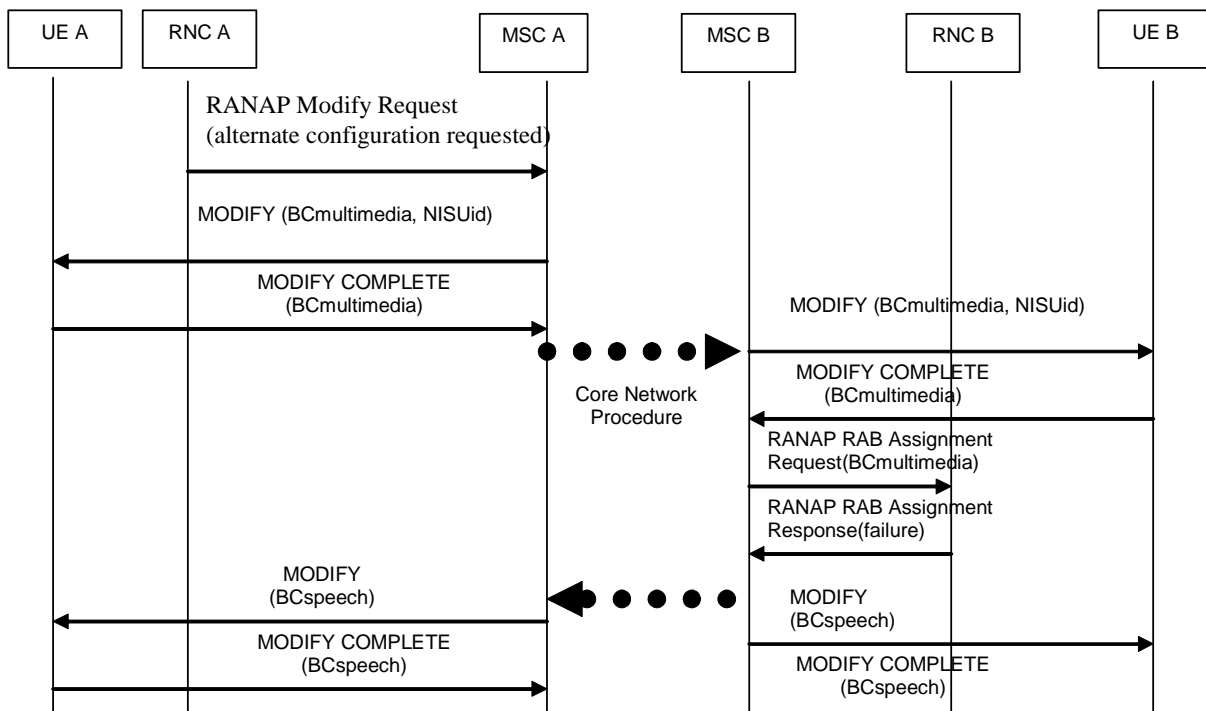 UE A
RNC A
MSC A
MSC B
RNC B
UE B
RANAP Modify Request
(alternate configuration requested)
MODIFY (BCmultimedia, NISUid)
MODIFY COMPLETE
(BCmultimedia)
MODIFY (BCmultimedia, NISUid)
Core Network
Procedure
MODIFY COMPLETE
(BCmultimedia)
RANAP RAB Assignment
Request(BCmultimedia)
RANAP RAB Assignment
Response(failure)
MODIFY
(BCspeech)
MODIFY
(BCspeech)
MODIFY COMPLETE
(BCspeech)
MODIFY COMPLETE
(BCspeech)